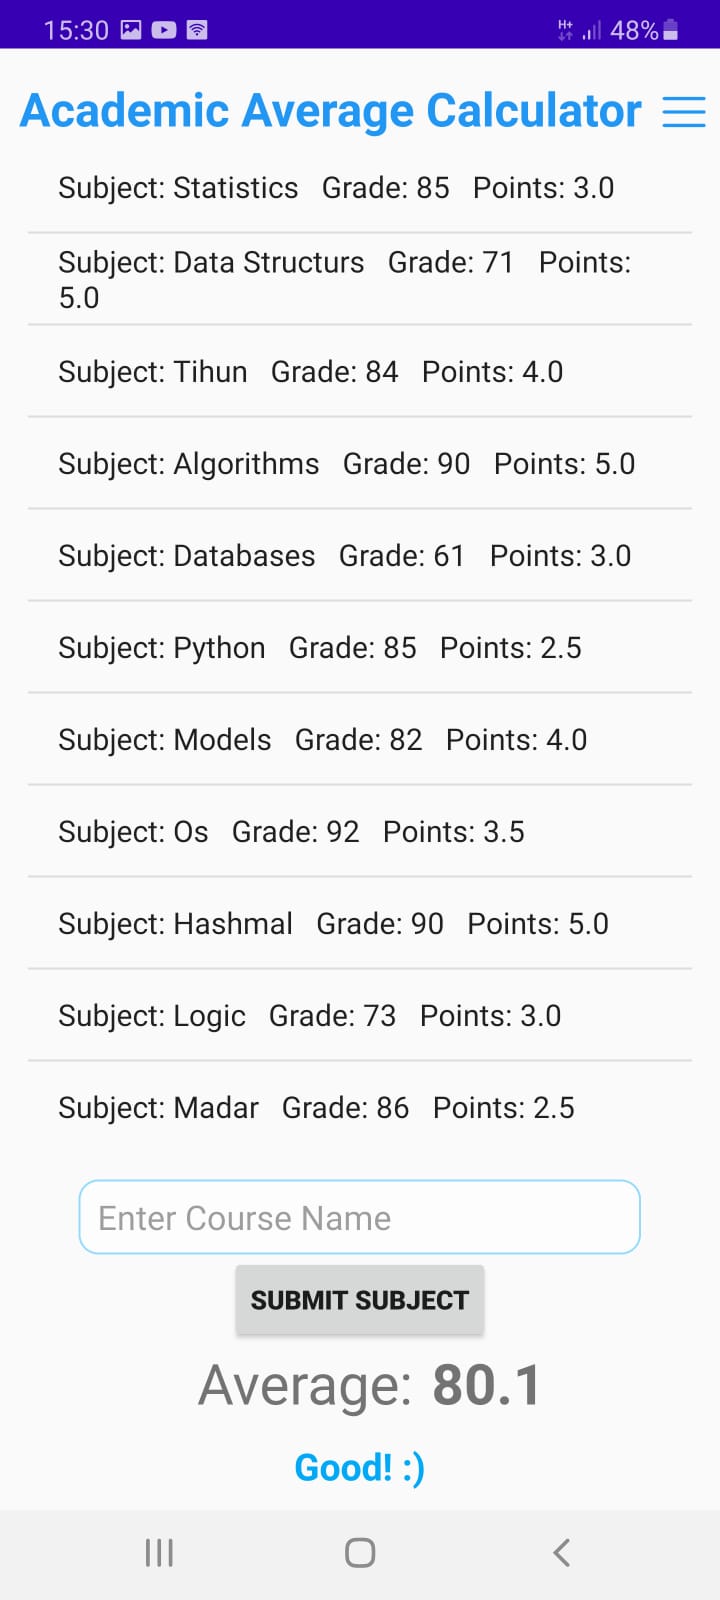 15:30 H+ 48%
Academic Average Calculator
Subject: Statistics Grade: 85 Points: 3.0
Subject: Data Structurs Grade: 71 Points:
5.0
Subject: Tihun Grade: 84 Points: 4.0
Subject: Algorithms Grade: 90 Points: 5.0
Subject: Databases Grade: 61 Points: 3.0
Subject: Python Grade: 85 Points: 2.5
Subject: Models Grade: 82 Points: 4.0
Subject: Os Grade: 92 Points: 3.5
Subject: Hashmal Grade: 90 Points: 5.0
Subject: Logic Grade: 73 Points: 3.0
Subject: Madar Grade: 86 Points: 2.5
Enter Course Name
SUBMIT SUBJECT
Average: 80.1
Good! :)